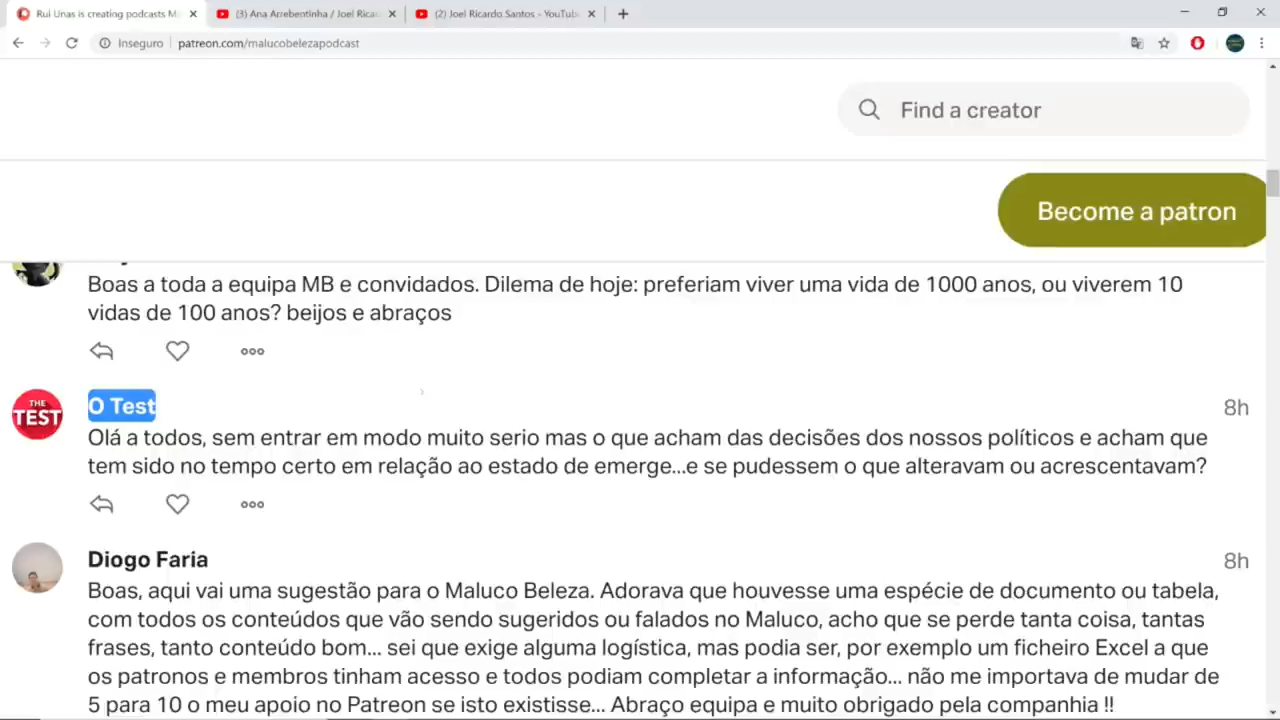 Rui Unas is creating podcasts M
(3) Ana Arrebentinha / Joel Rica
(2) Joel Ricardo Santos - YouTub
Inseguro
patreon.com/malucobelezapodcast
Find a creator
Become a patron
Boas a toda a equipa MB e convidados. Dilema de hoje: preferiam viver uma vida de 1000 anos, ou viverem 10
vidas de 100 anos? beijos e abraços
THE
TEST
O Test
8h
Olá a todos, sem entrar em modo muito serio mas o que acham das decisões dos nossos políticos e acham que
tem sido no tempo certo em relação ao estado de emerge...e se pudessem o que alteravam ou acrescentavam?
Diogo Faria
8h
Boas, aqui vai uma sugestão para o Maluco Beleza. Adorava que houvesse uma espécie de documento ou tabela,
com todos os conteúdos que vão sendo sugeridos ou falados no Maluco, acho que se perde tanta coisa, tantas
frases, tanto conteúdo bom... sei que exige alguma logística, mas podia ser, por exemplo um ficheiro Excel a que
os patronos e membros tinham acesso e todos podiam completar a informação... não me importava de mudar de
5 para 10 o meu apoio no Patreon se isto existisse... Abraço equipa e muito obrigado pela companhia !!